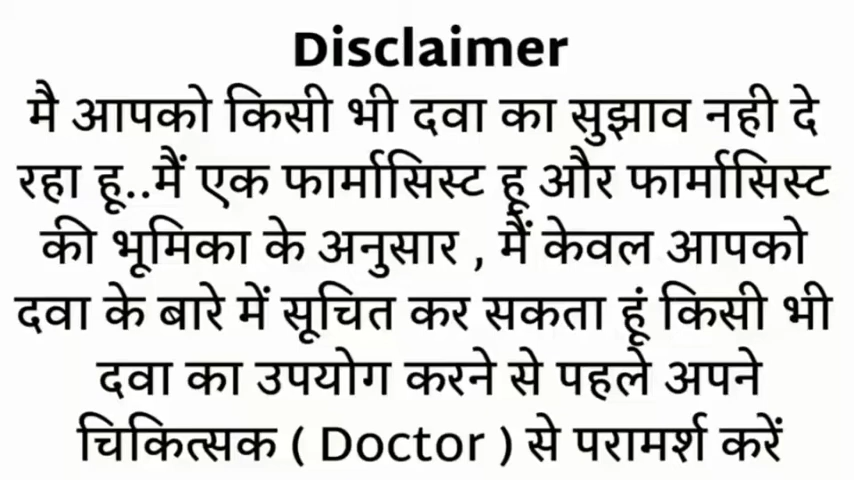 Disclaimer
मै आपको किसी भी दवा का सुझाव नही दे
रहा हू..मैं एक फार्मासिस्ट हू और फार्मासिस्ट
की भूमिका के अनुसार , मैं केवल आपको
दवा के बारे में सूचित कर सकता हूं किसी भी
दवा का उपयोग करने से पहले अपने
चिकित्सक ( Doctor ) से परामर्श करें